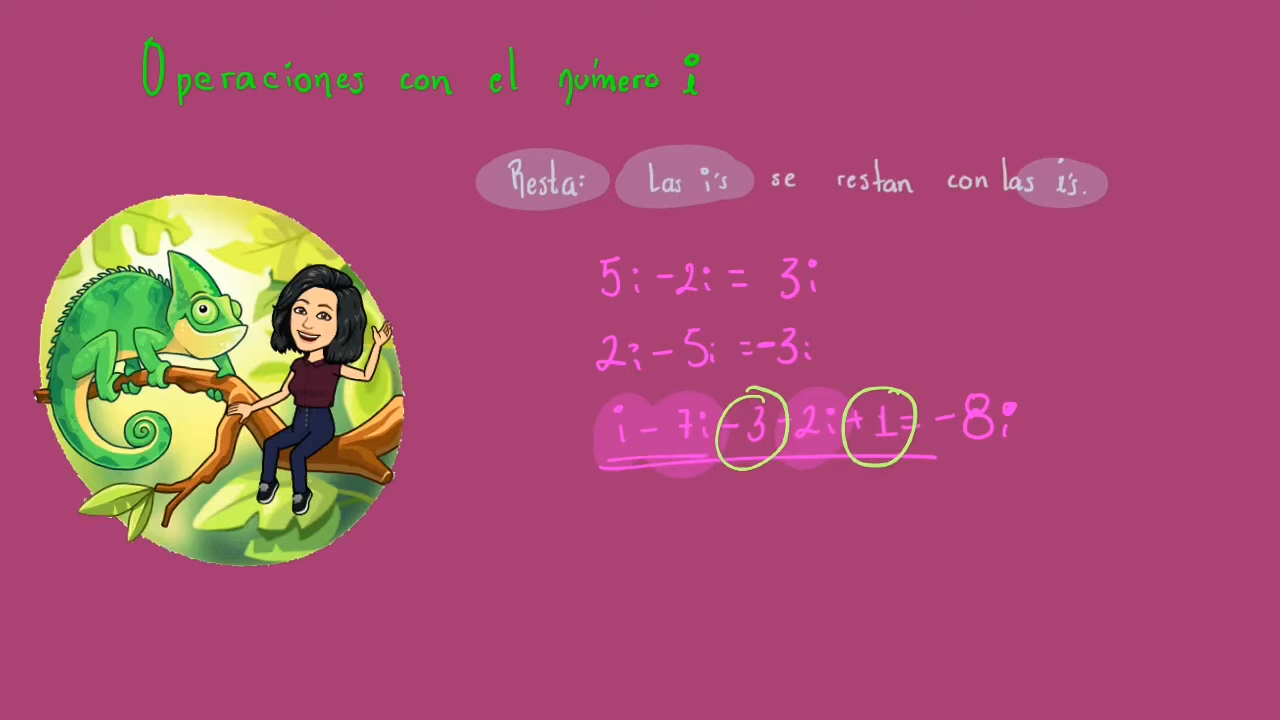 Operaciones con el número i
Resta: Las i's se restan con las i's.
5i - 2i = 3i
2i - 5i = -3i
i - 7i - 3 - 2i + 1 = -8i